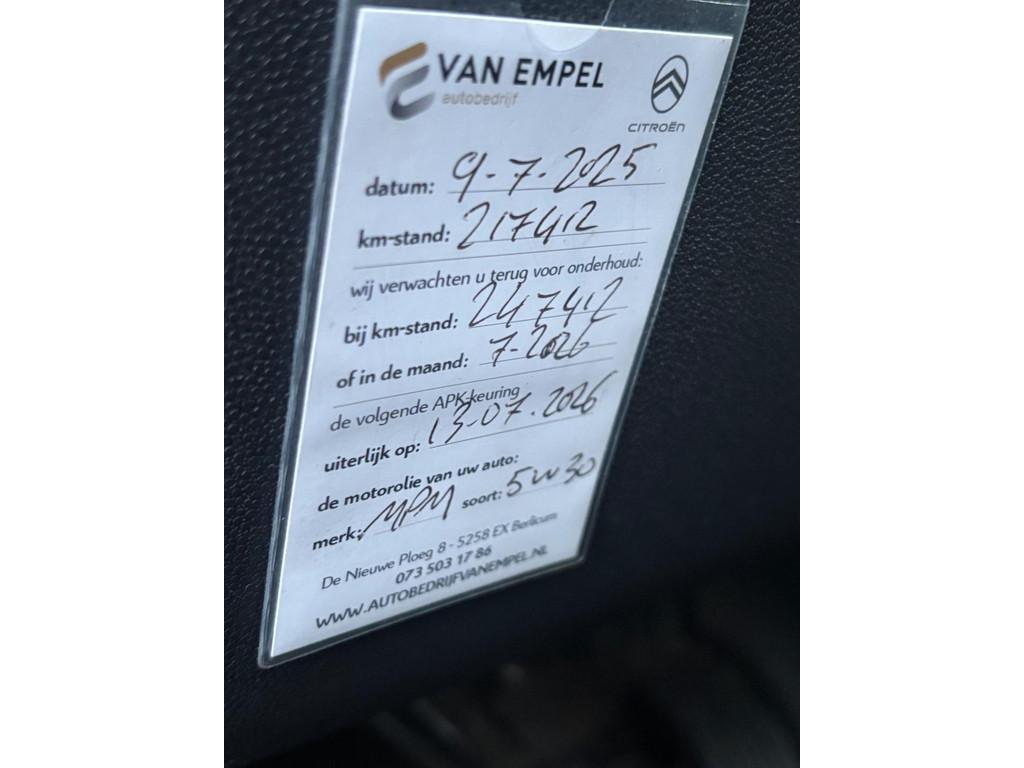 VAN EMPEL
autobedrijf
CITROËN
datum: 9-7-2025
km-stand: 217412
wij verwachten u terug voor onderhoud:
bij km-stand: 247412
of in de maand: 7-2026
de volgende APK-keuring
uiterlijk op: 13-07.2026
de motorolie van uw auto:
merk: MPM soort: 5w30
De Nieuwe Ploeg 8 - 5258 EX Berlicum
073 503 17 86
WWW.AUTOBEDRIJFVANEMPEL.NL